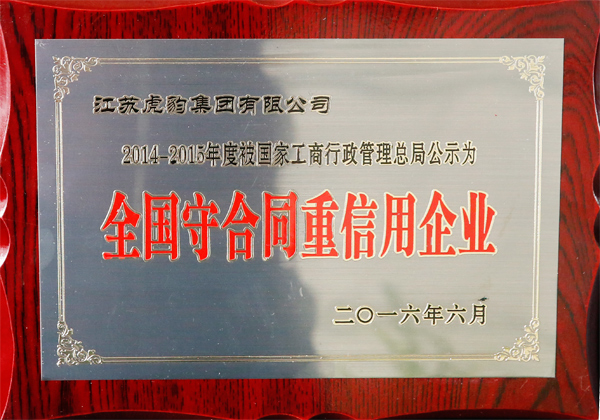 江苏虎豹集团有限公司
2014-2015年度被国家工商行政管理总局公示为
全国守合同重信用企业
二〇一六年六月